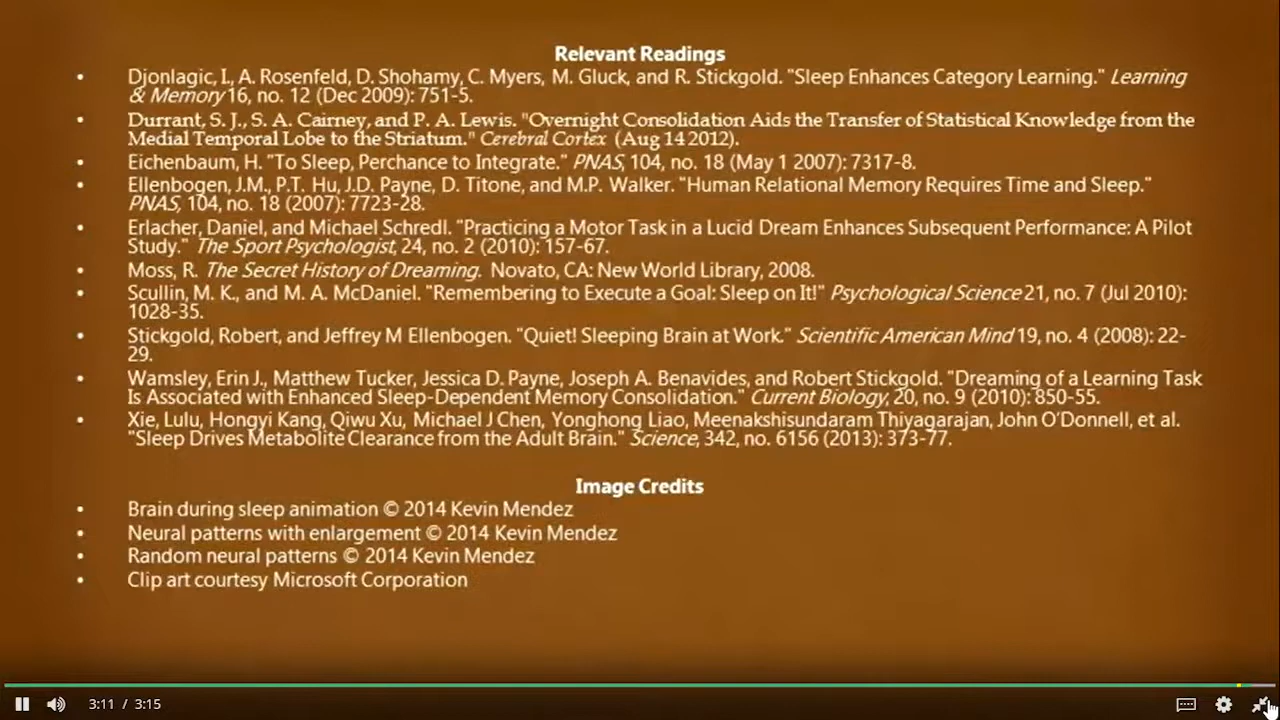 Relevant Readings
• Djonlagic, I., A. Rosenfeld, D. Shohamy, C. Myers, M. Gluck, and R. Stickgold. "Sleep Enhances Category Learning." Learning
& Memory 16, no. 12 (Dec 2009): 751-5.
• Durrant, S. J., S. A. Cairney, and P. A. Lewis. "Overnight Consolidation Aids the Transfer of Statistical Knowledge from the
Medial Temporal Lobe to the Striatum." Cerebral Cortex (Aug 14 2012).
• Eichenbaum, H. "To Sleep, Perchance to Integrate." PNAS, 104, no. 18 (May 1 2007): 7317-8.
• Ellenbogen, J.M., P.T. Hu, J.D. Payne, D. Titone, and M.P. Walker. "Human Relational Memory Requires Time and Sleep."
PNAS, 104, no. 18 (2007): 7723-28.
• Erlacher, Daniel, and Michael Schredl. "Practicing a Motor Task in a Lucid Dream Enhances Subsequent Performance: A Pilot
Study." The Sport Psychologist, 24, no. 2 (2010): 157-67.
• Moss, R. The Secret History of Dreaming. Novato, CA: New World Library, 2008.
• Scullin, M. K., and M. A. McDaniel. "Remembering to Execute a Goal: Sleep on It!" Psychological Science 21, no. 7 (Jul 2010):
1028-35.
• Stickgold, Robert, and Jeffrey M Ellenbogen. "Quiet! Sleeping Brain at Work." Scientific American Mind 19, no. 4 (2008): 22-
29.
• Wamsley, Erin J., Matthew Tucker, Jessica D. Payne, Joseph A. Benavides, and Robert Stickgold. "Dreaming of a Learning Task
Is Associated with Enhanced Sleep-Dependent Memory Consolidation." Current Biology, 20, no. 9 (2010): 850-55.
• Xie, Lulu, Hongyi Kang, Qiwu Xu, Michael J Chen, Yonghong Liao, Meenakshisundaram Thiyagarajan, John O'Donnell, et al.
"Sleep Drives Metabolite Clearance from the Adult Brain." Science, 342, no. 6156 (2013): 373-77.
Image Credits
• Brain during sleep animation © 2014 Kevin Mendez
• Neural patterns with enlargement © 2014 Kevin Mendez
• Random neural patterns © 2014 Kevin Mendez
• Clip art courtesy Microsoft Corporation
3:11 / 3:15